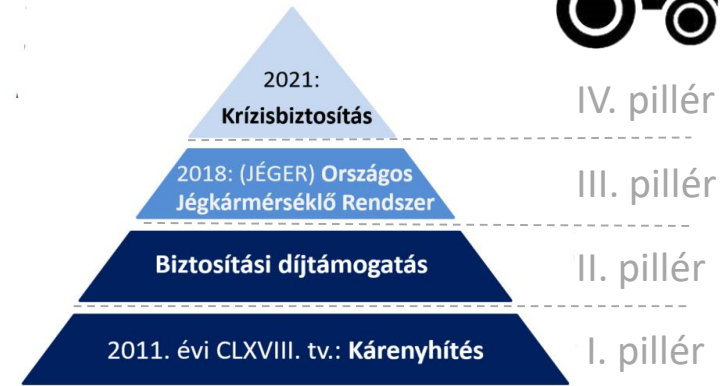 2021:
Krízisbiztosítás
IV. pillér
2018: (JÉGER) Országos
Jégkármérséklő Rendszer
III. pillér
Biztosítási díjtámogatás
II. pillér
2011. évi CLXVIII. tv.: Kárenyhítés
I. pillér